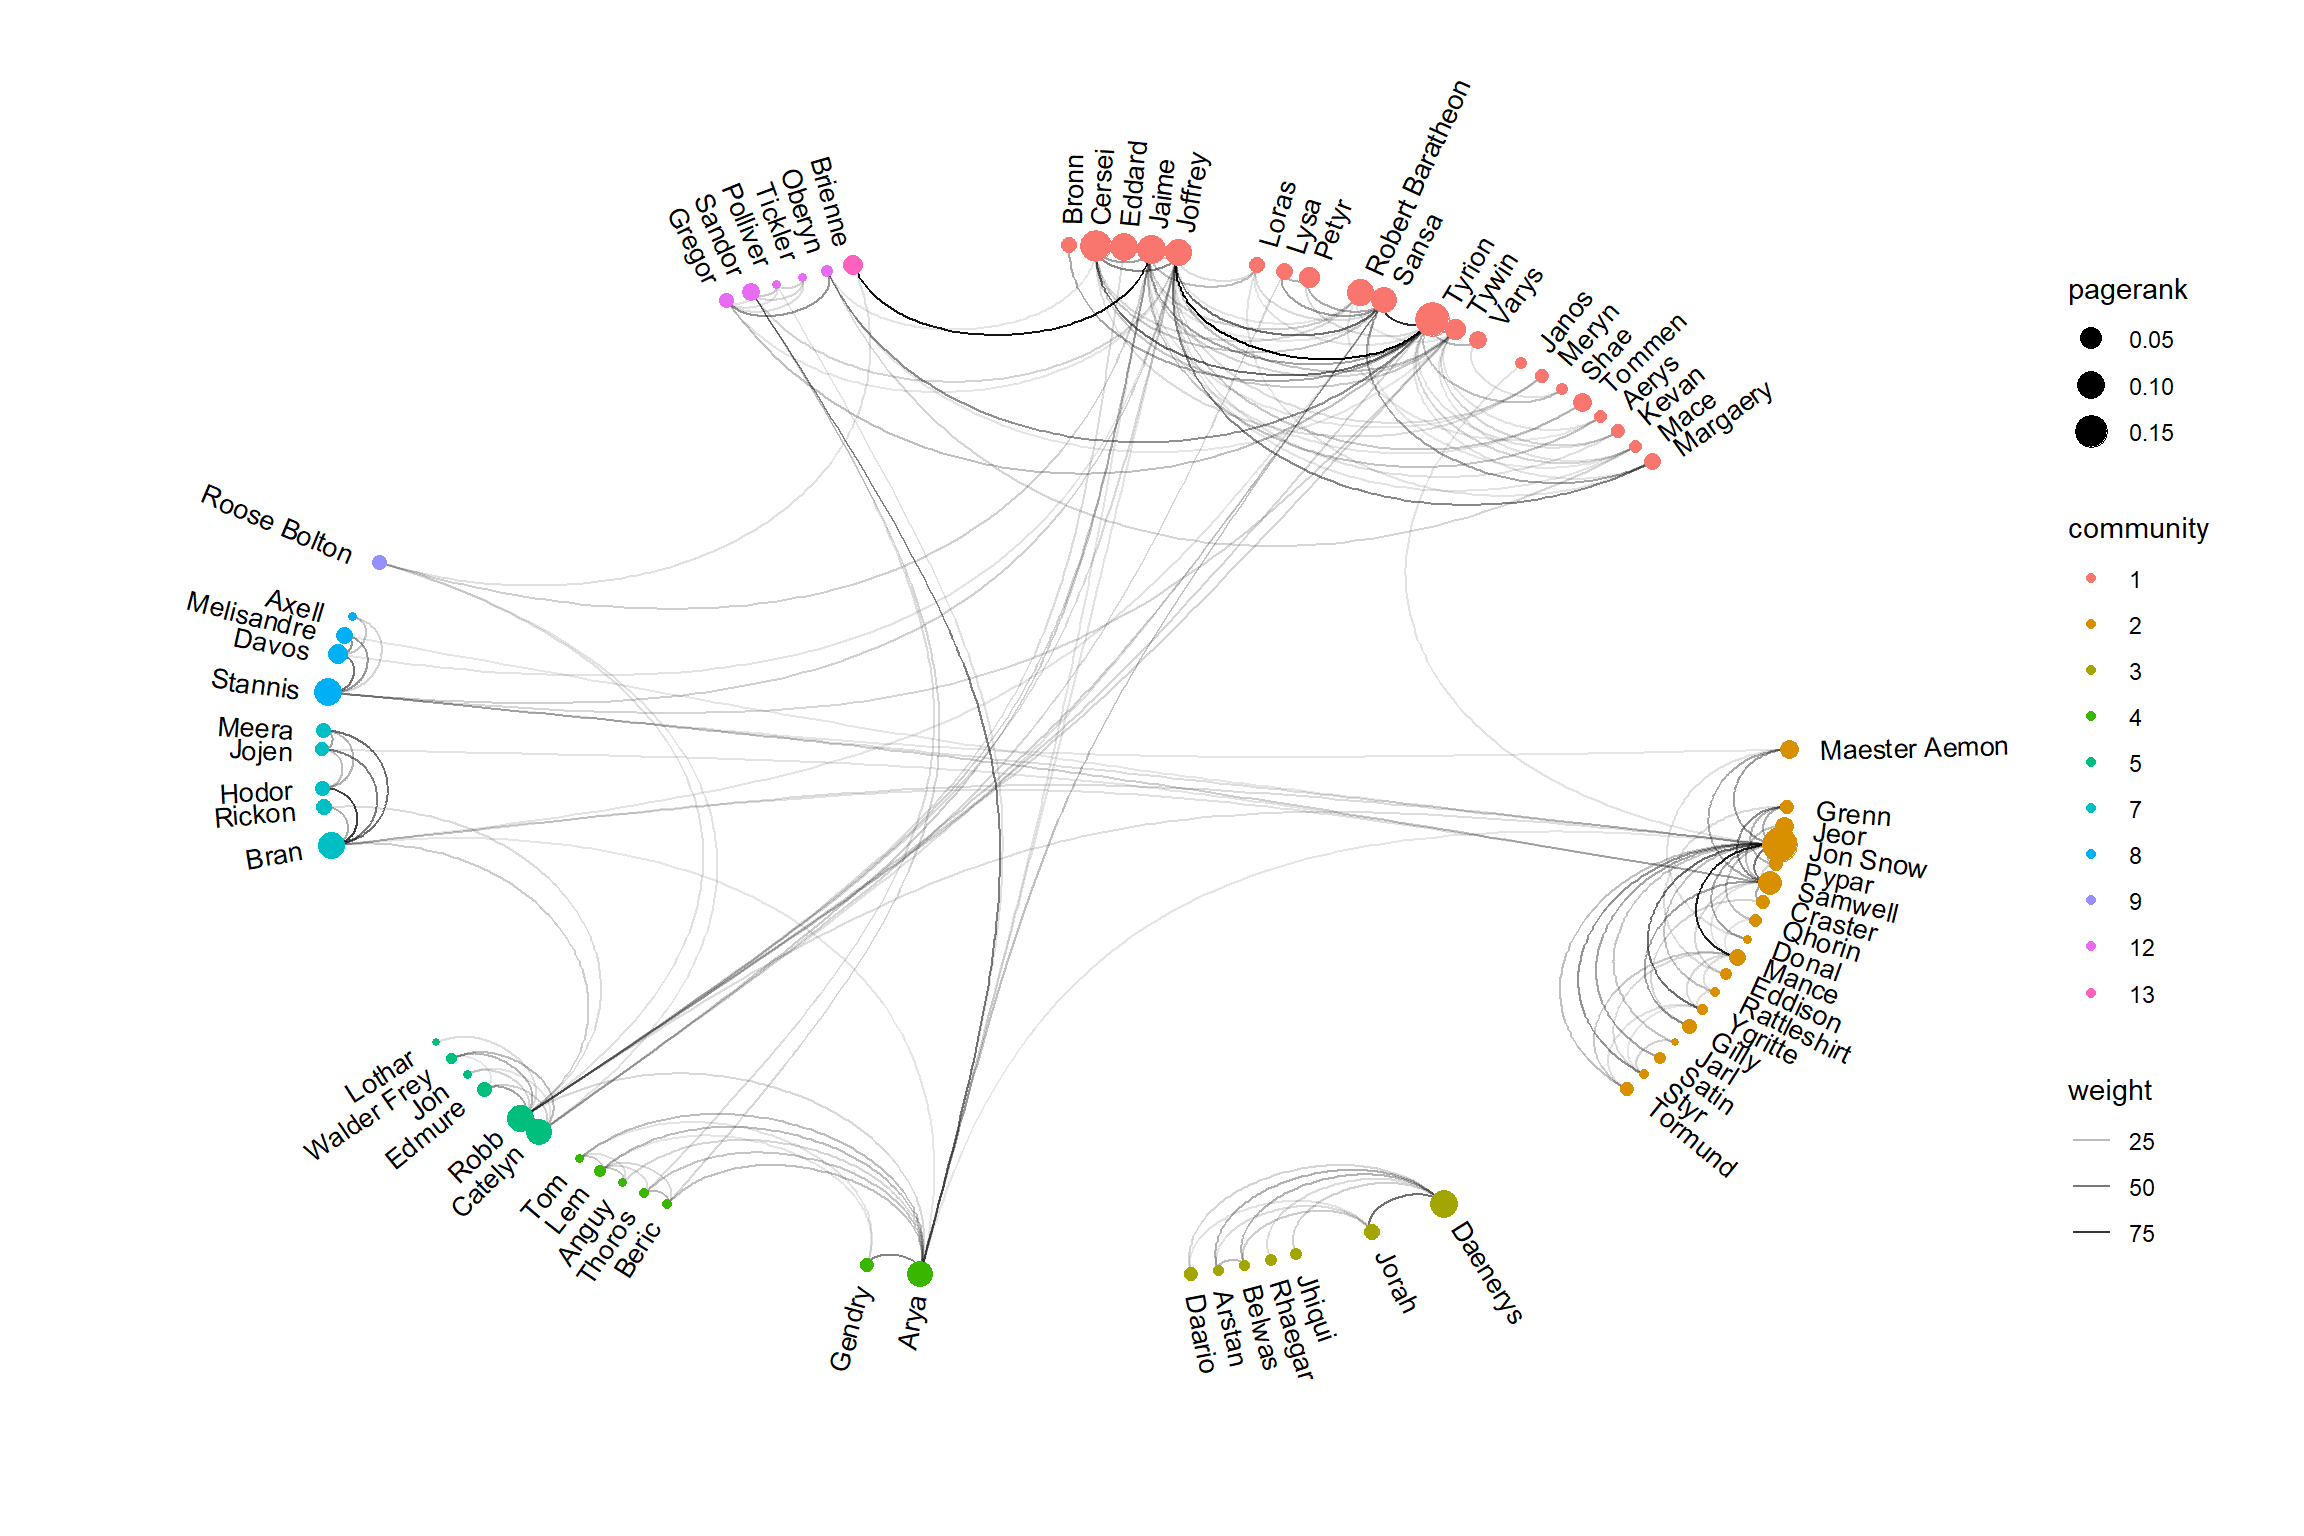 Gregor
Sandor
Polliver
Tickler
Oberyn
Brienne
Bronn
Cersei
Eddard
Jaime
Joffrey
Loras
Lysa
Petyr
Robert Baratheon
Sansa
Tyrion
Tywin
Varys
Janos
Meryn
Shae
Tommen
Aerys
Kevan
Mace
Margaery
Roose Bolton
Axell
Melisandre
Davos
Stannis
Meera
Jojen
Hodor
Rickon
Bran
Maester Aemon
Grenn
Jeor
Jon Snow
Pypar
Samwell
Craster
Qhorin
Donal
Mance
Eddison
Rattleshirt
Ygritte
Gilly
Jarl
Satin
Styr
Tormund
Lothar
Walder Frey
Jon
Edmure
Robb
Catelyn
Tom
Lem
Anguy
Thoros
Beric
Gendry
Arya
Daario
Arstan
Belwas
Rhaegar
Jhiqui
Jorah
Daenerys
pagerank
0.05
0.10
0.15
community
1
2
3
4
5
7
8
9
12
13
weight
25
50
75